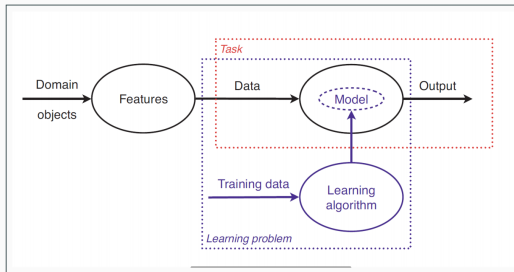 Task
Domain
objects
Features
Data
Model
Output
Training data
Learning
algorithm
Learning problem